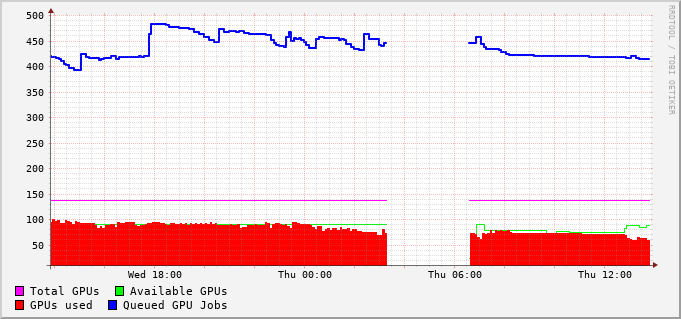 RRDTOOL / TOBI OETIKER
500
450
400
350
300
250
200
150
100
50
Wed 18:00 Thu 00:00 Thu 06:00 Thu 12:00
Total GPUs Available GPUs
GPUs used Queued GPU Jobs